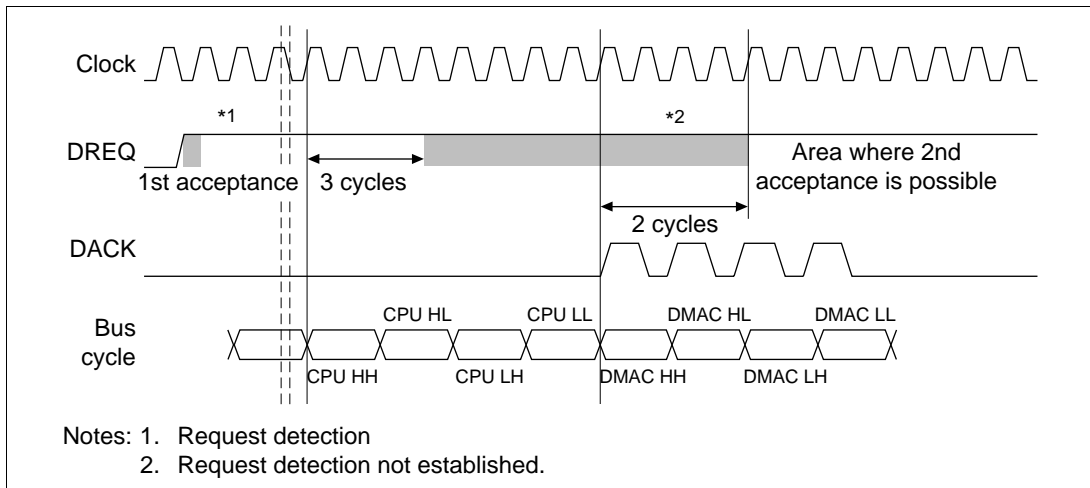 Clock
*1
*2
DREQ
1st acceptance
3 cycles
Area where 2nd
acceptance is possible
2 cycles
DACK
Bus
cycle
CPU HL
CPU LL
DMAC HL
DMAC LL
CPU HH
CPU LH
DMAC HH
DMAC LH
Notes: 1. Request detection
2. Request detection not established.